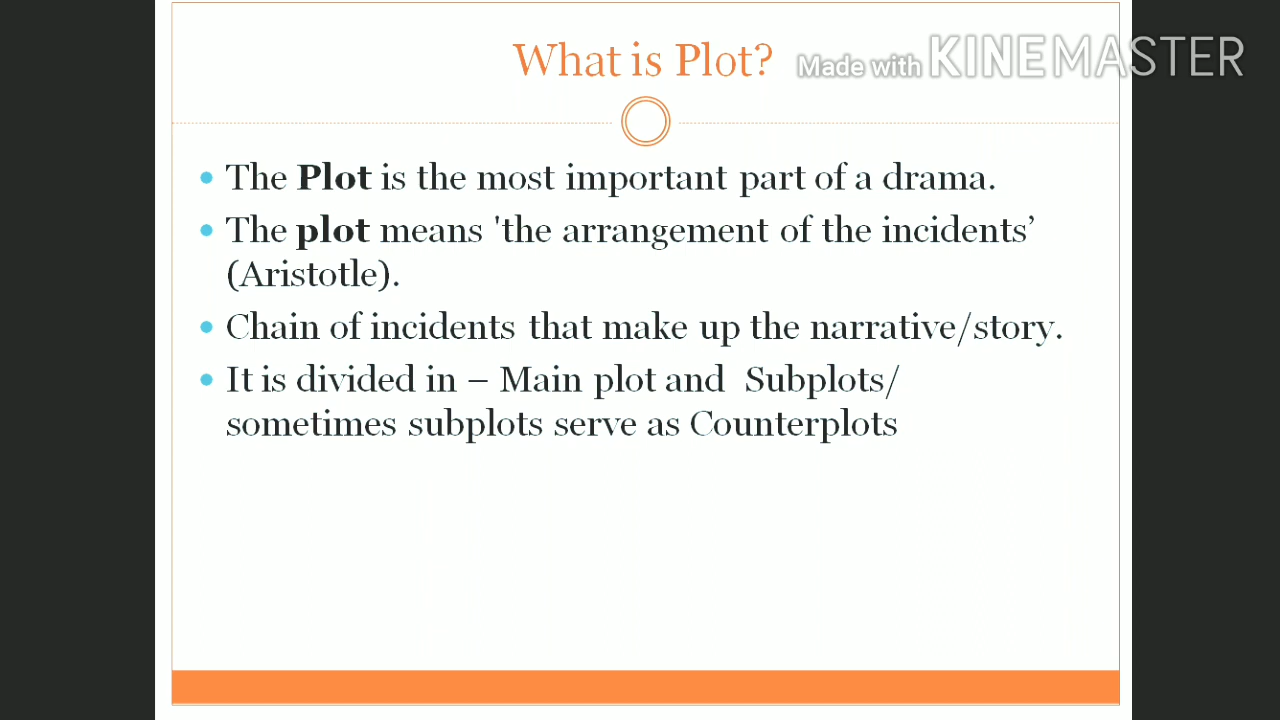 What is Plot?
Made with KINEMASTER
• The Plot is the most important part of a drama.
• The plot means 'the arrangement of the incidents’
(Aristotle).
• Chain of incidents that make up the narrative/story.
• It is divided in – Main plot and Subplots/
sometimes subplots serve as Counterplots